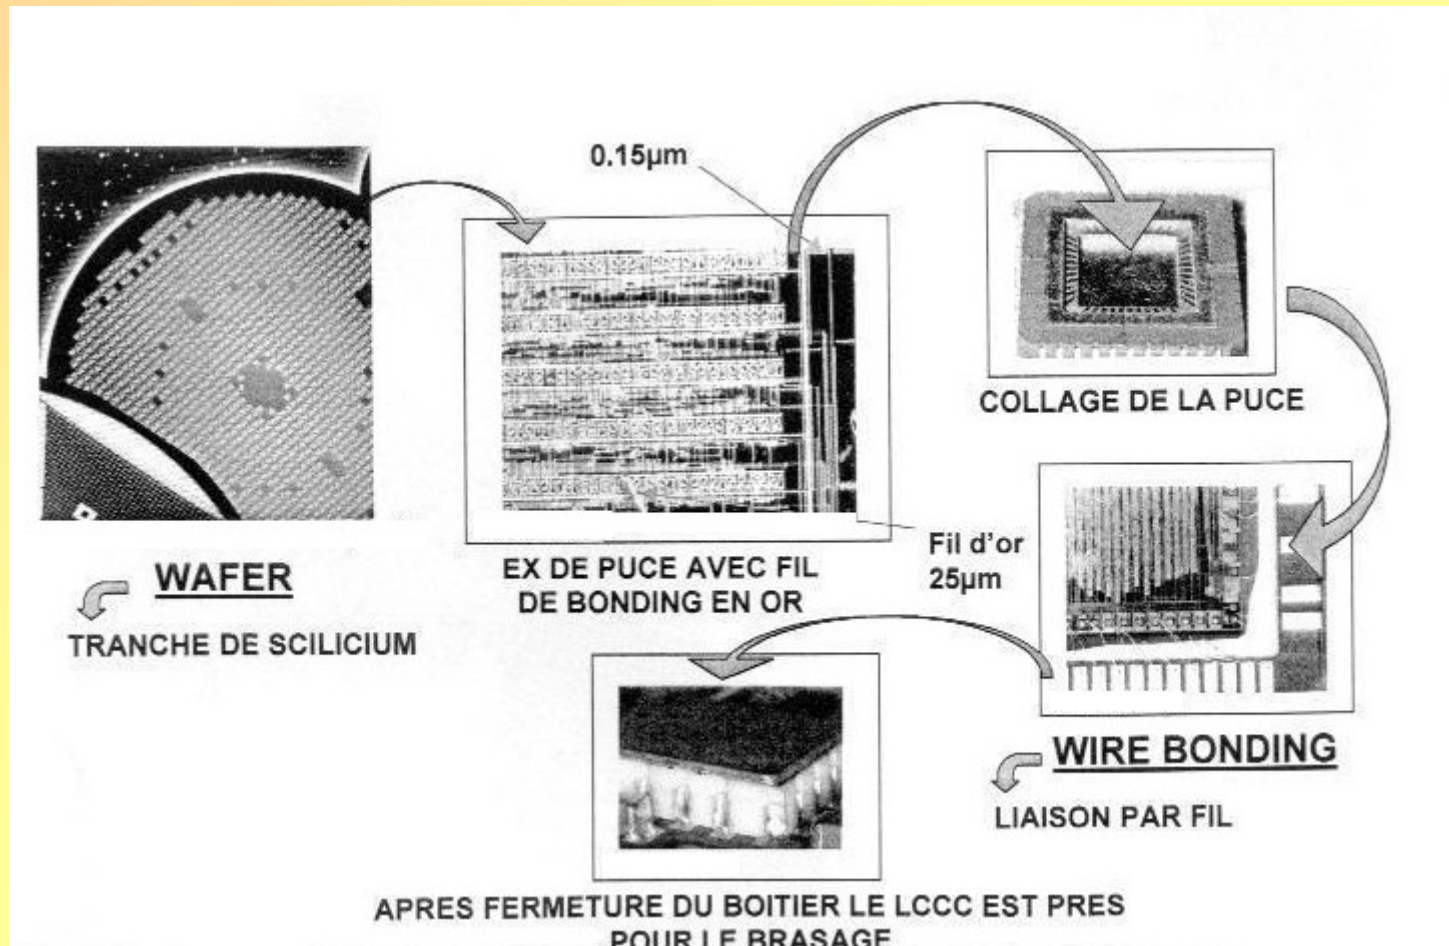 0.15µm
COLLAGE DE LA PUCE
Fil d'or
25µm
EX DE PUCE AVEC FIL
DE BONDING EN OR
WAFER
TRANCHE DE SCILICIUM
WIRE BONDING
LIAISON PAR FIL
APRES FERMETURE DU BOITIER LE LCCC EST PRES
POUR LE BRASAGE